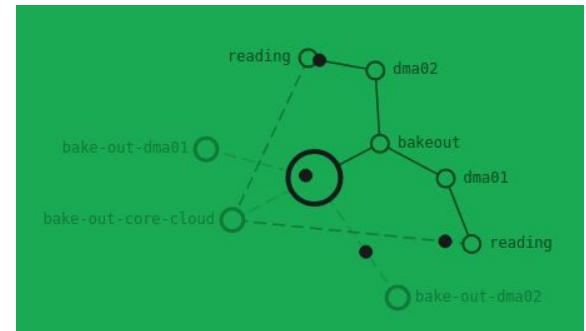 reading
dma02
bakeout
bake-out-dma01
dma01
bake-out-core-cloud
reading
bake-out-dma02